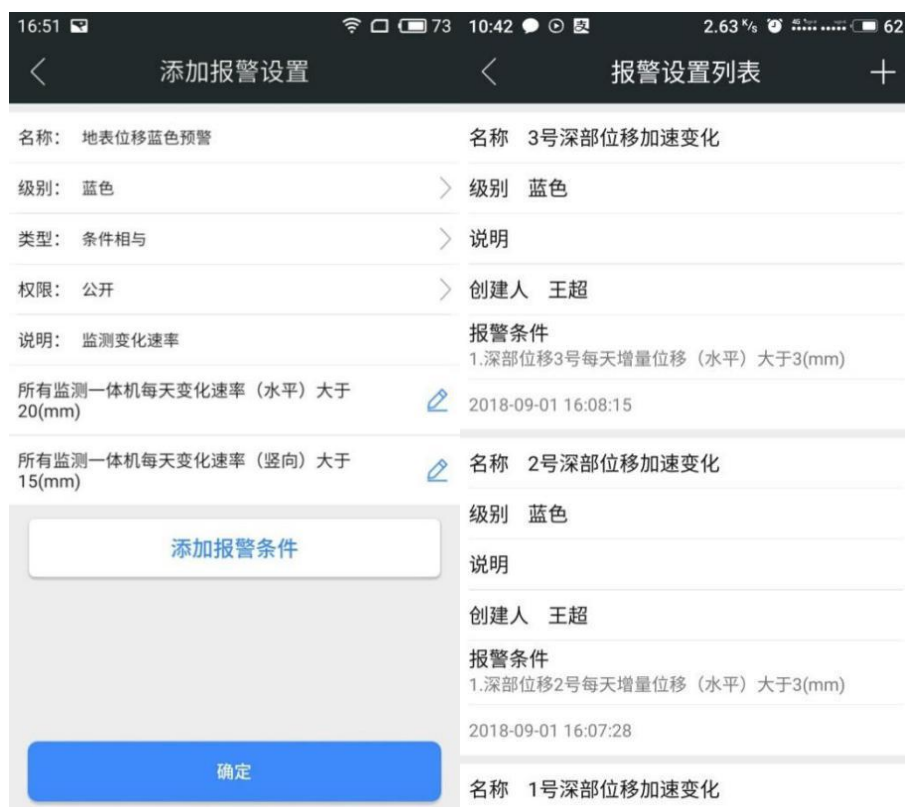 16:51 73
添加报警设置
名称： 地表位移蓝色预警
级别： 蓝色
类型： 条件相与
权限： 公开
说明： 监测变化速率
所有监测一体机每天变化速率（水平）大于
20(mm)
所有监测一体机每天变化速率（竖向）大于
15(mm)
添加报警条件
确定
10:42 支 2.63 K/s 62
报警设置列表
名称 3号深部位移加速变化
级别 蓝色
说明
创建人 王超
报警条件
1.深部位移3号每天增量位移（水平）大于3(mm)
2018-09-01 16:08:15
名称 2号深部位移加速变化
级别 蓝色
说明
创建人 王超
报警条件
1.深部位移2号每天增量位移（水平）大于3(mm)
2018-09-01 16:07:28
名称 1号深部位移加速变化